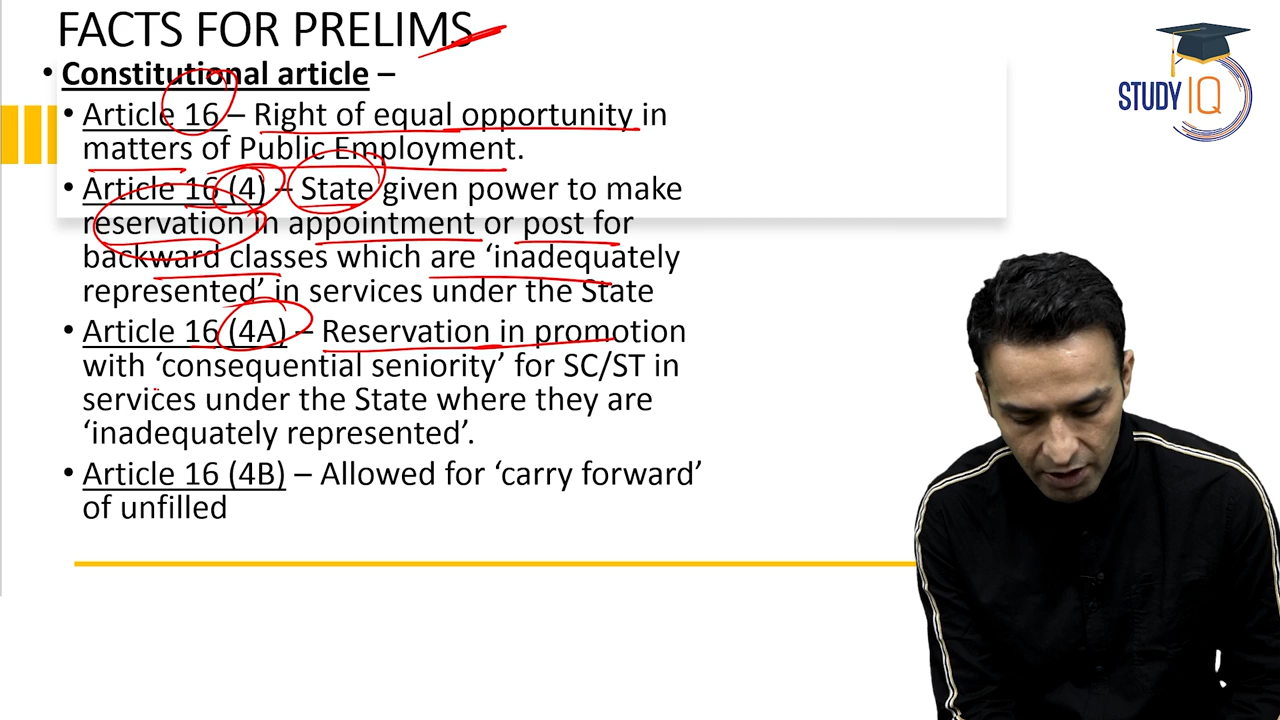 FACTS FOR PRELIMS
• Constitutional article –
• Article 16 – Right of equal opportunity in
matters of Public Employment.
• Article 16 (4) – State given power to make
reservation in appointment or post for
backward classes which are ‘inadequately
represented’ in services under the State
• Article 16 (4A) – Reservation in promotion
with ‘consequential seniority’ for SC/ST in
services under the State where they are
‘inadequately represented’.
• Article 16 (4B) – Allowed for ‘carry forward’
of unfilled
STUDY IQ